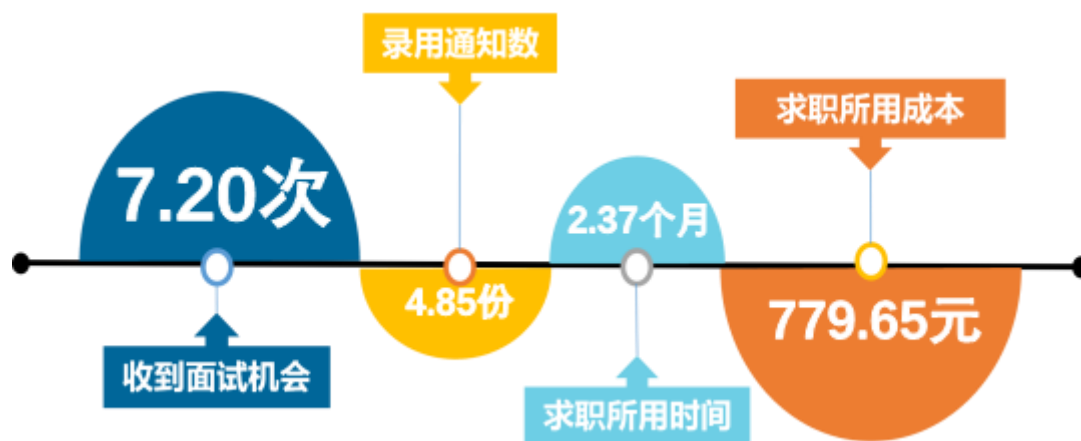 录用通知数
求职所用成本
7.20次
2.37个月
4.85份
779.65元
收到面试机会
求职所用时间